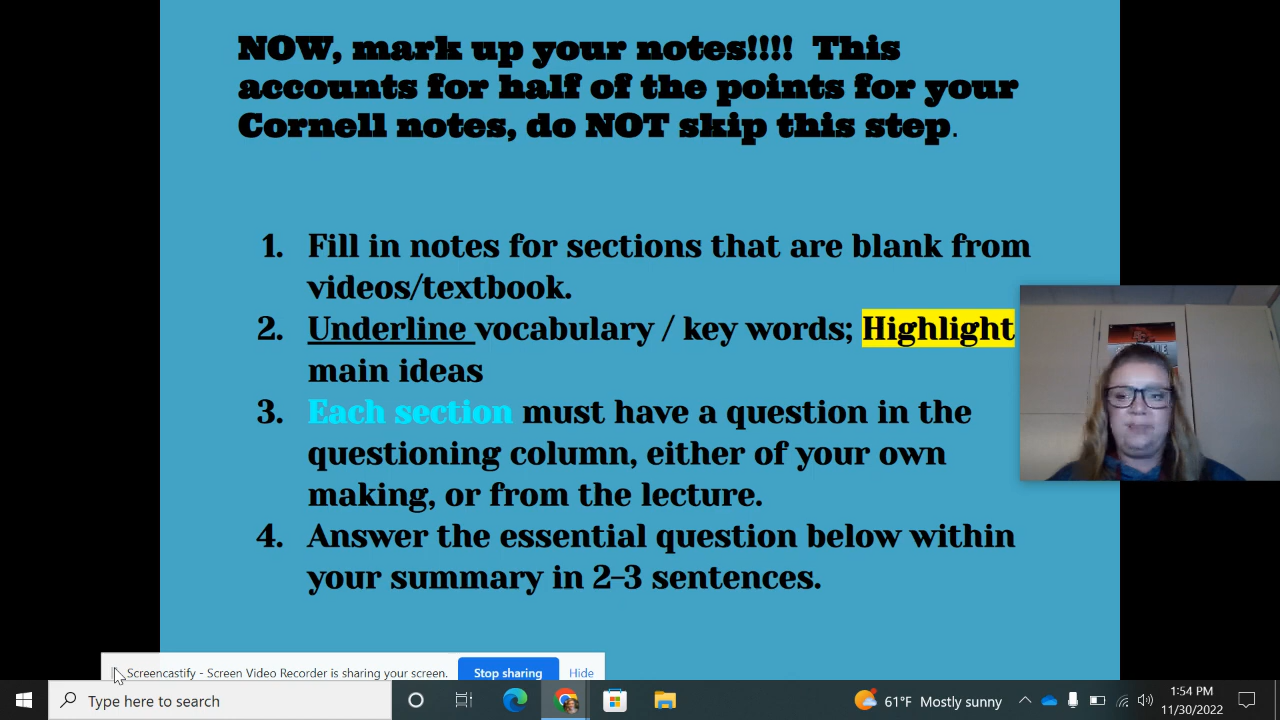 NOW, mark up your notes!!!! This
accounts for half of the points for your
Cornell notes, do NOT skip this step.
1. Fill in notes for sections that are blank from
videos/textbook.
2. Underline vocabulary / key words; Highlight
main ideas
3. Each section must have a question in the
questioning column, either of your own
making, or from the lecture.
4. Answer the essential question below within
your summary in 2-3 sentences.
Screencastify - Screen Video Recorder is sharing your screen. Stop sharing Hide
Type here to search
61°F Mostly sunny
1:54 PM
11/30/2022